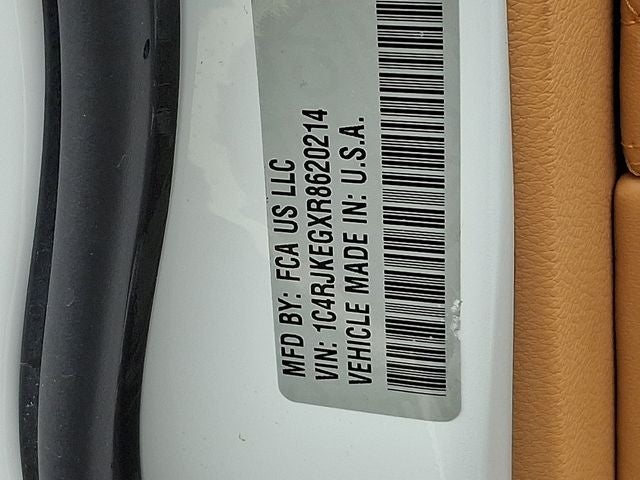 MFD BY: FCA US LLC
VIN: 1C4RJKEGXR8620214
VEHICLE MADE IN: U.S.A.